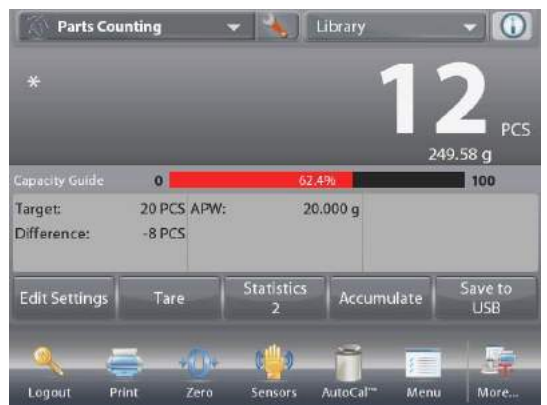 Parts Counting Library
*
12 PCS
249.58 g
Capacity Guide 0 62.4% 100
Target: 20 PCS APW: 20.000 g
Difference: -8 PCS
Edit Settings Tare Statistics 2 Accumulate Save to USB
Logout Print Zero Sensors AutoCal™ Menu More...